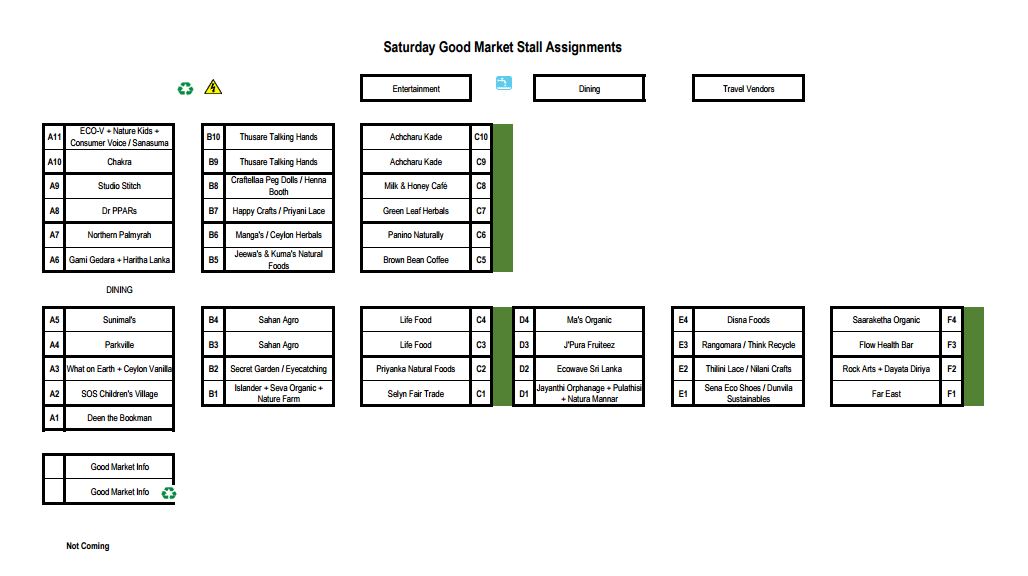 Saturday Good Market Stall Assignments
Entertainment
Dining
Travel Vendors
A11 ECO-V + Nature Kids +
Consumer Voice / Sanasuma
A10 Chakra
A9 Studio Stitch
A8 Dr PPARs
A7 Northern Palmyrah
A6 Gami Gedara + Haritha Lanka
B10 Thusare Talking Hands
B9 Thusare Talking Hands
B8 Craftellaa Peg Dolls / Henna
Booth
B7 Happy Crafts / Priyani Lace
B6 Manga's / Ceylon Herbals
B5 Jeewa's & Kuma's Natural
Foods
Achcharu Kade C10
Achcharu Kade C9
Milk & Honey Café C8
Green Leaf Herbals C7
Panino Naturally C6
Brown Bean Coffee C5
DINING
A5 Sunimal's
A4 Parkville
A3 What on Earth + Ceylon Vanilla
A2 SOS Children's Village
A1 Deen the Bookman
B4 Sahan Agro
B3 Sahan Agro
B2 Secret Garden / Eyecatching
B1 Islander + Seva Organic +
Nature Farm
Life Food C4
Life Food C3
Priyanka Natural Foods C2
Selyn Fair Trade C1
D4 Ma's Organic
D3 J'Pura Fruiteez
D2 Ecowave Sri Lanka
D1 Jayanthi Orphanage + Pulathisi
+ Natura Mannar
E4 Disna Foods
E3 Rangomara / Think Recycle
E2 Thilini Lace / Nilani Crafts
E1 Sena Eco Shoes / Dunvila
Sustainables
Saaraketha Organic F4
Flow Health Bar F3
Rock Arts + Dayata Diriya F2
Far East F1
Good Market Info
Good Market Info
Not Coming